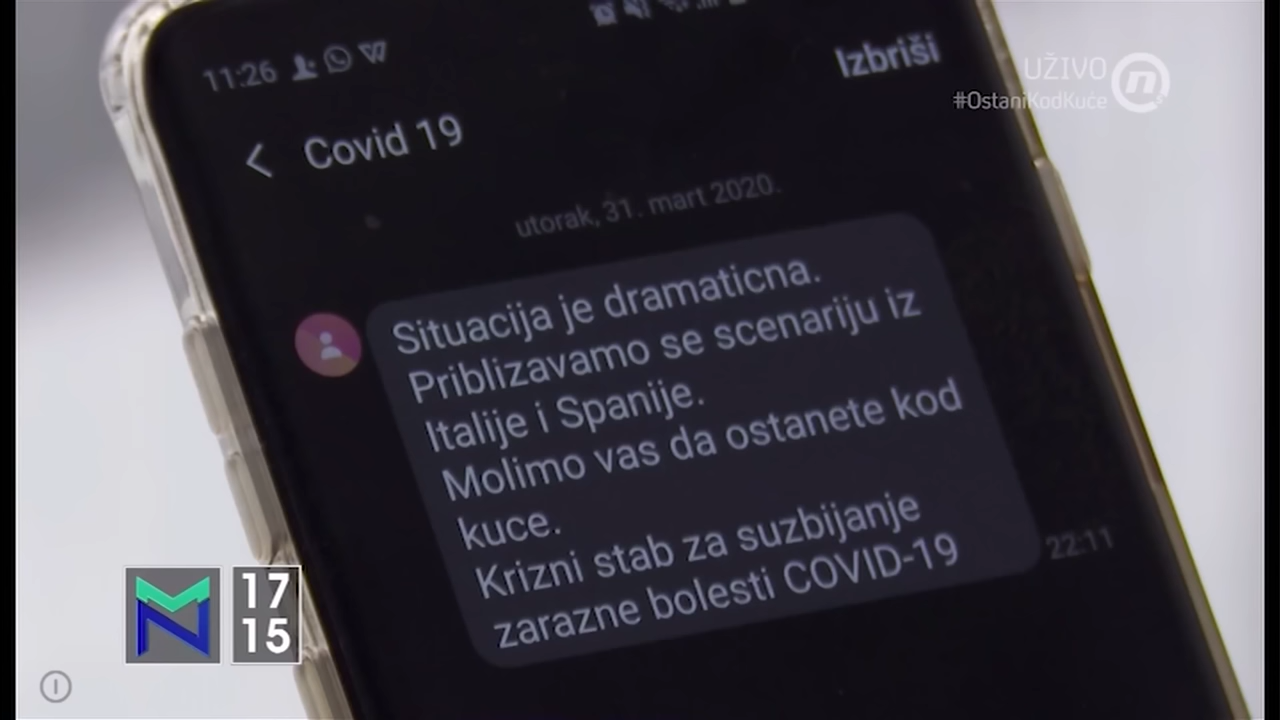 11:26
Izbriši
UŽIVO
#OstaniKodKuće
Covid 19
utorak, 31. mart 2020.
Situacija je dramaticna.
Priblizavamo se scenariju iz
Italije i Spanije.
Molimo vas da ostanete kod
kuce.
Krizni stab za suzbijanje
zarazne bolesti COVID-19
22:11
17
15